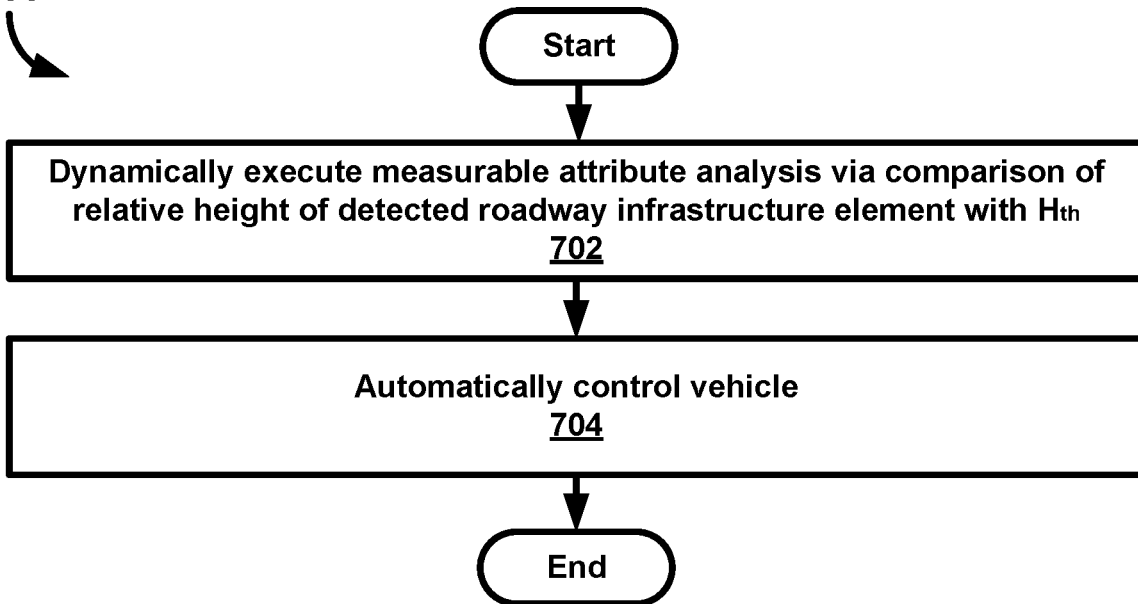 Start
Dynamically execute measurable attribute analysis via comparison of
relative height of detected roadway infrastructure element with Hth
702
Automatically control vehicle
704
End